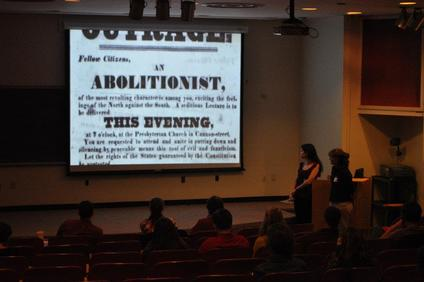 OUTRAGE!
Fellow Citizens,
AN
ABOLITIONIST,
of the most revolting character is among you, exciting the feel-
ings of the North against the South. A seditious Lecture is to
be delivered
THIS EVENING,
at 7 o'clock, at the Presbyterian Church in Cannon-street.
You are requested to attend and unite in putting down and
silencing by peaceable means this tool of evil and fanaticism.
Let the rights of the States guaranteed by the Constitution
be protected